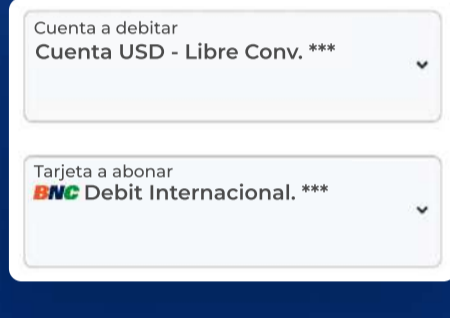 Cuenta a debitar
Cuenta USD - Libre Conv. ***
Tarjeta a abonar
BNC Debit Internacional. ***